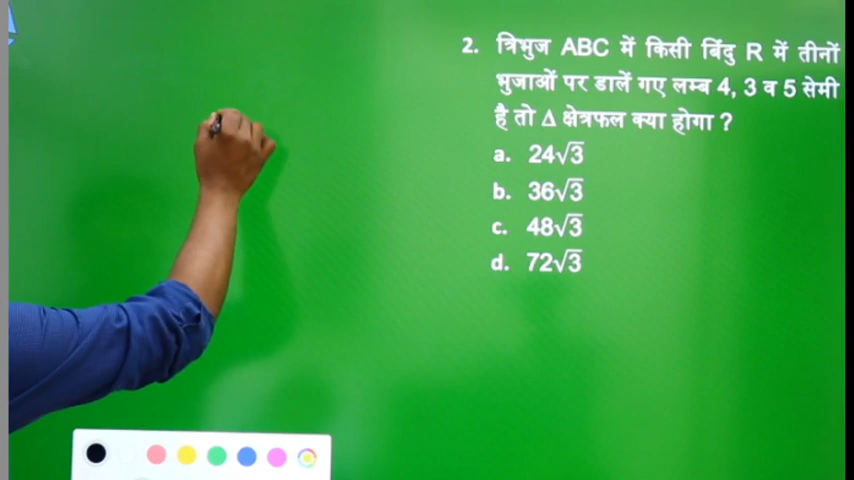 2. त्रिभुज ABC में किसी बिंदु R में तीनों
भुजाओं पर डालें गए लम्ब 4, 3 व 5 सेमी
है तो Δ क्षेत्रफल क्या होगा ?
a. 24√3
b. 36√3
c. 48√3
d. 72√3